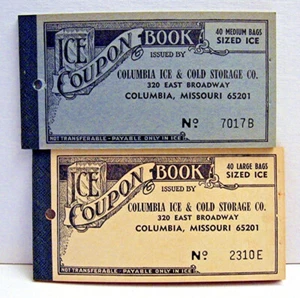 ICE COUPON BOOK
40 MEDIUM BAGS
SIZED ICE
ISSUED BY
COLUMBIA ICE & COLD STORAGE CO.
320 EAST BROADWAY
COLUMBIA, MISSOURI 65201
No 7017B
NOT TRANSFERABLE - PAYABLE ONLY IN ICE
ICE COUPON BOOK
40 LARGE BAGS
SIZED ICE
ISSUED BY
COLUMBIA ICE & COLD STORAGE CO.
320 EAST BROADWAY
COLUMBIA, MISSOURI 65201
No 2310E
NOT TRANSFERABLE - PAYABLE ONLY IN ICE